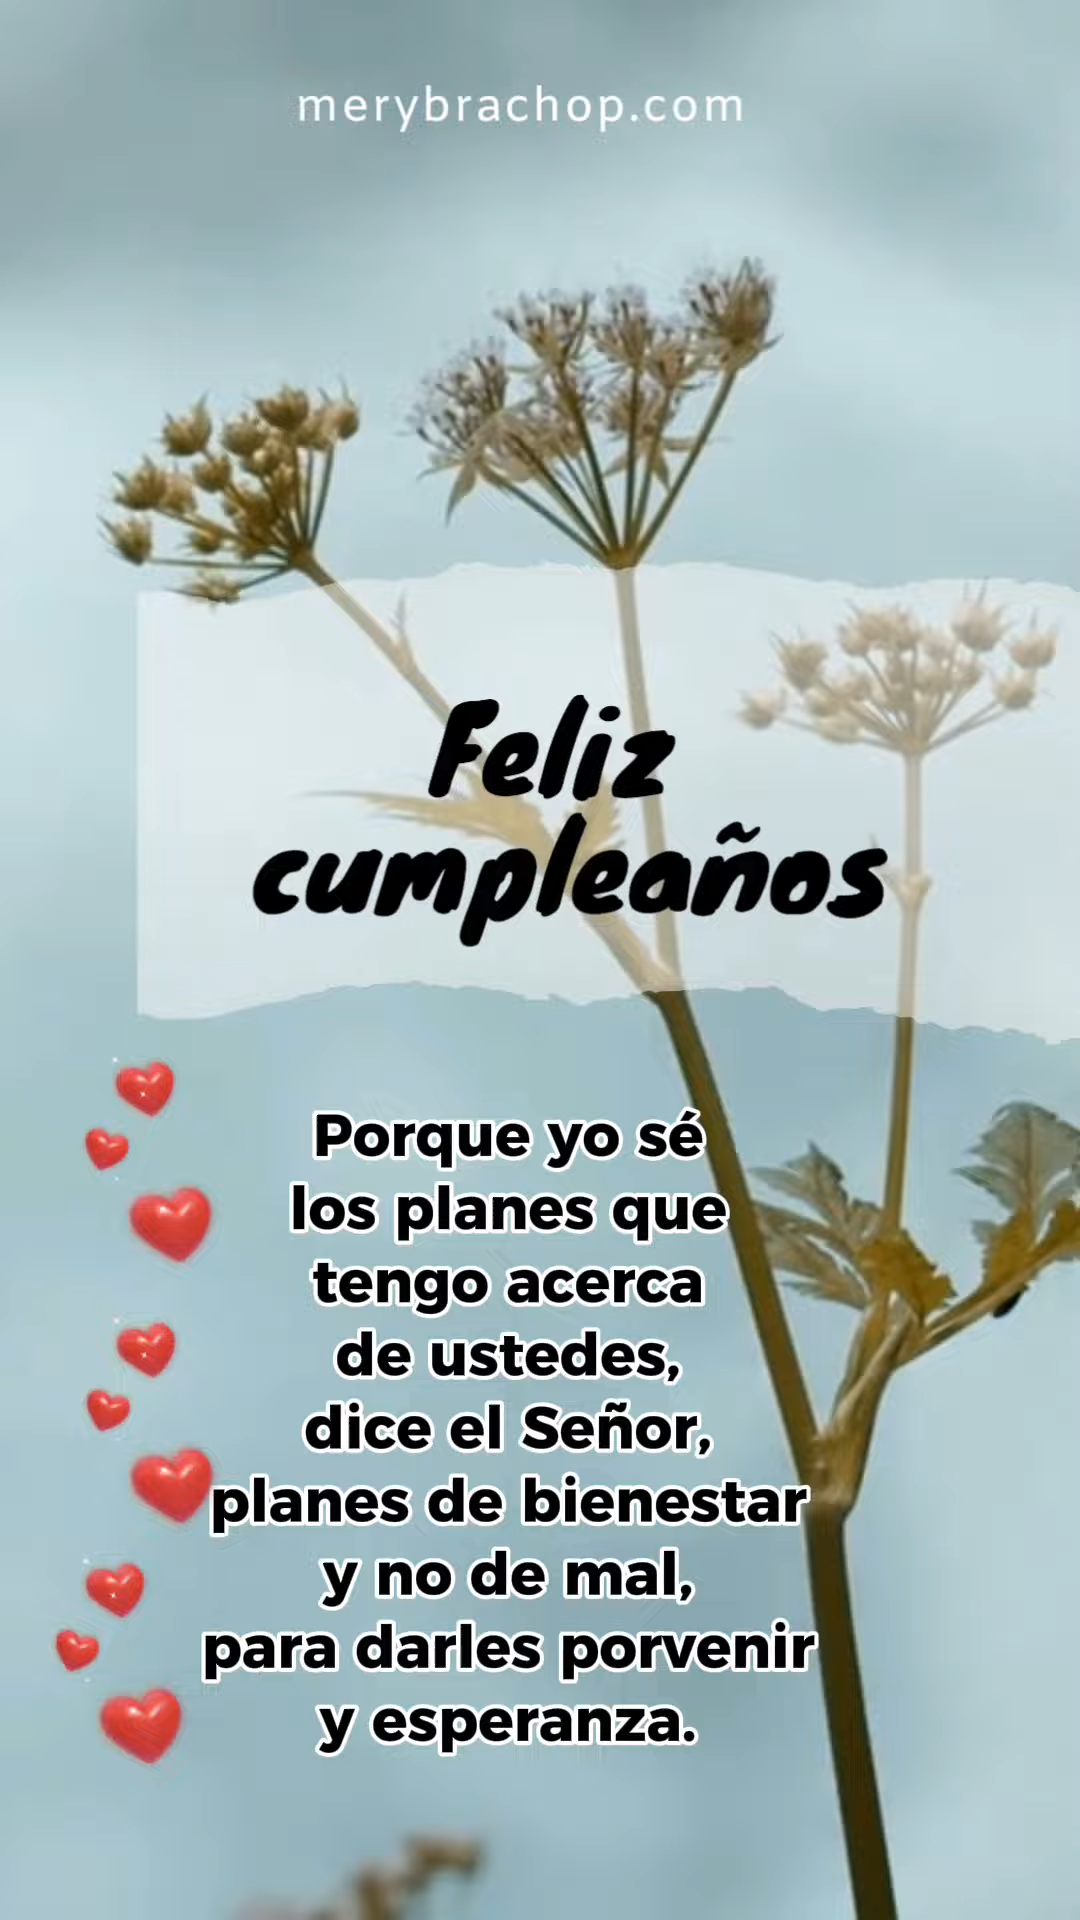 merybrachop.com
Feliz
cumpleaños
Porque yo sé
los planes que
tengo acerca
de ustedes,
dice el Señor,
planes de bienestar
y no de mal,
para darles porvenir
y esperanza.